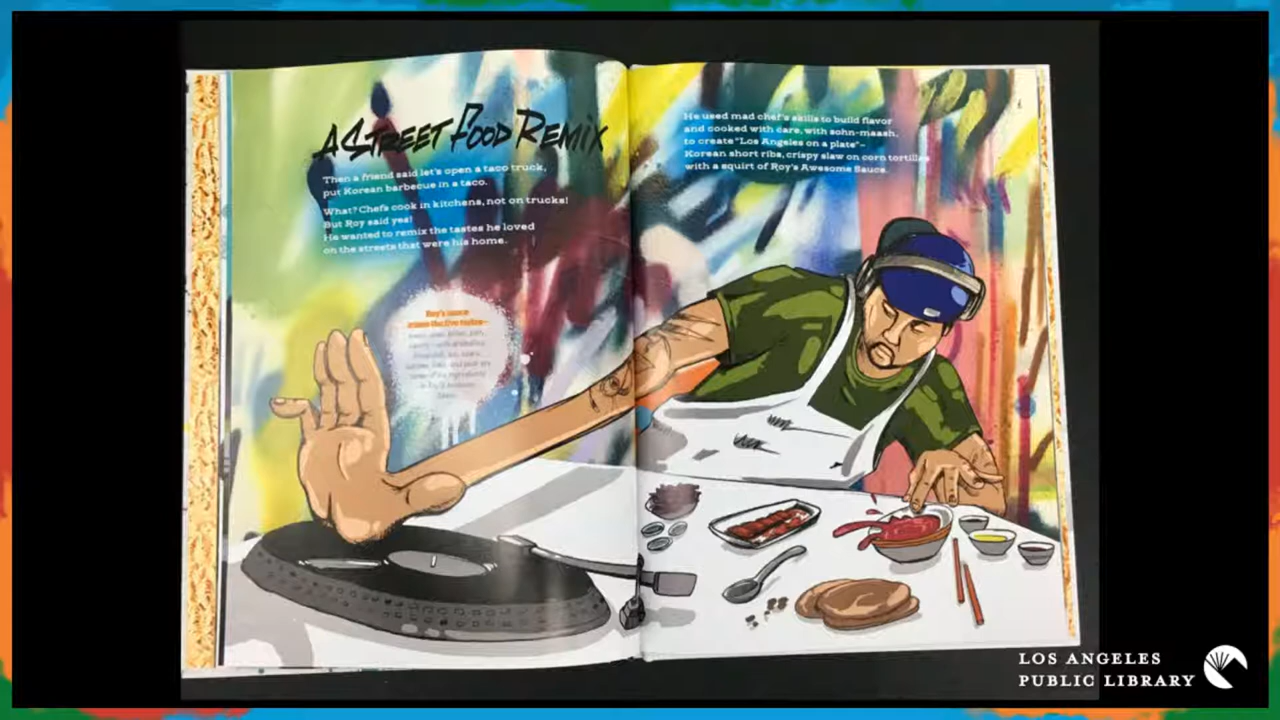 A STREET FOOD REMIX
Then a friend said let's open a taco truck,
put Korean barbecue in a taco.
What? Chefs cook in kitchens, not on trucks!
But Roy said yes!
He wanted to remix the tastes he loved
on the streets that were his home.
Roy's sauce
He used mad chef's skills to build flavor
and cooked with care, with sohn-maash,
to create "Los Angeles on a plate"–
Korean short ribs, crispy slaw on corn tortillas
with a squirt of Roy's Awesome Sauce.
LOS ANGELES
PUBLIC LIBRARY